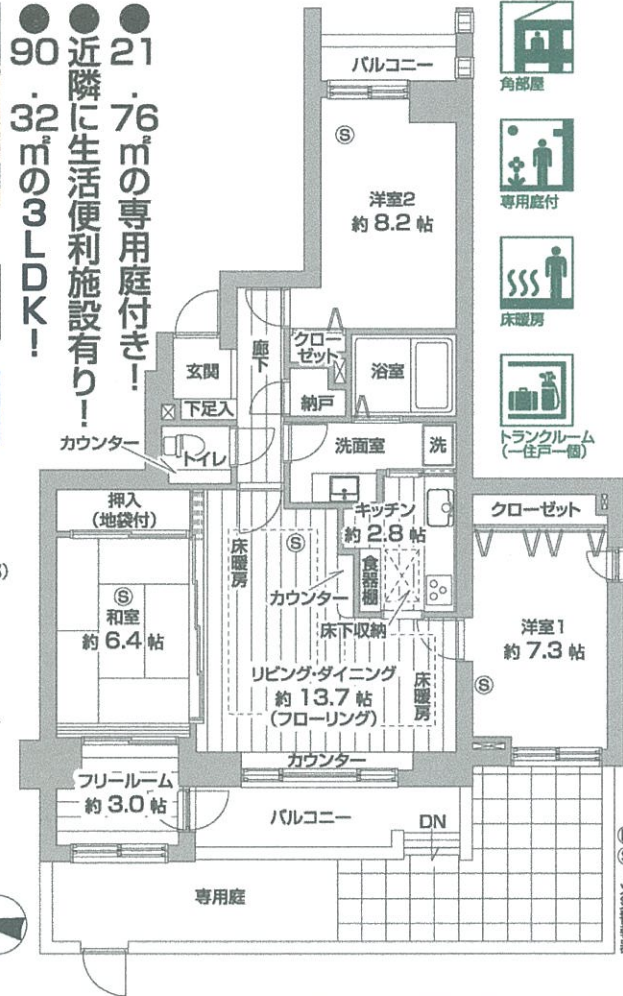 ●21.76㎡の専用庭付き！
●近隣に生活便利施設有り！
●90.32㎡の3LDK！
角部屋
専用庭付
床暖房
トランクルーム
(一住戸一個)
バルコニー
Ⓢ
洋室2
約 8.2 帖
クロー
ゼット
浴室
納戸
廊下
玄関
下足入
カウンター
トイレ
洗面室
洗
押入
(地袋付)
キッチン
約 2.8 帖
食器棚
カウンター
床下収納
クローゼット
床暖房
Ⓢ
Ⓢ
和室
約 6.4 帖
洋室1
約 7.3 帖
Ⓢ
リビング・ダイニング
約 13.7 帖
(フローリング)
床暖房
カウンター
フリールーム
約 3.0 帖
バルコニー
DN
専用庭